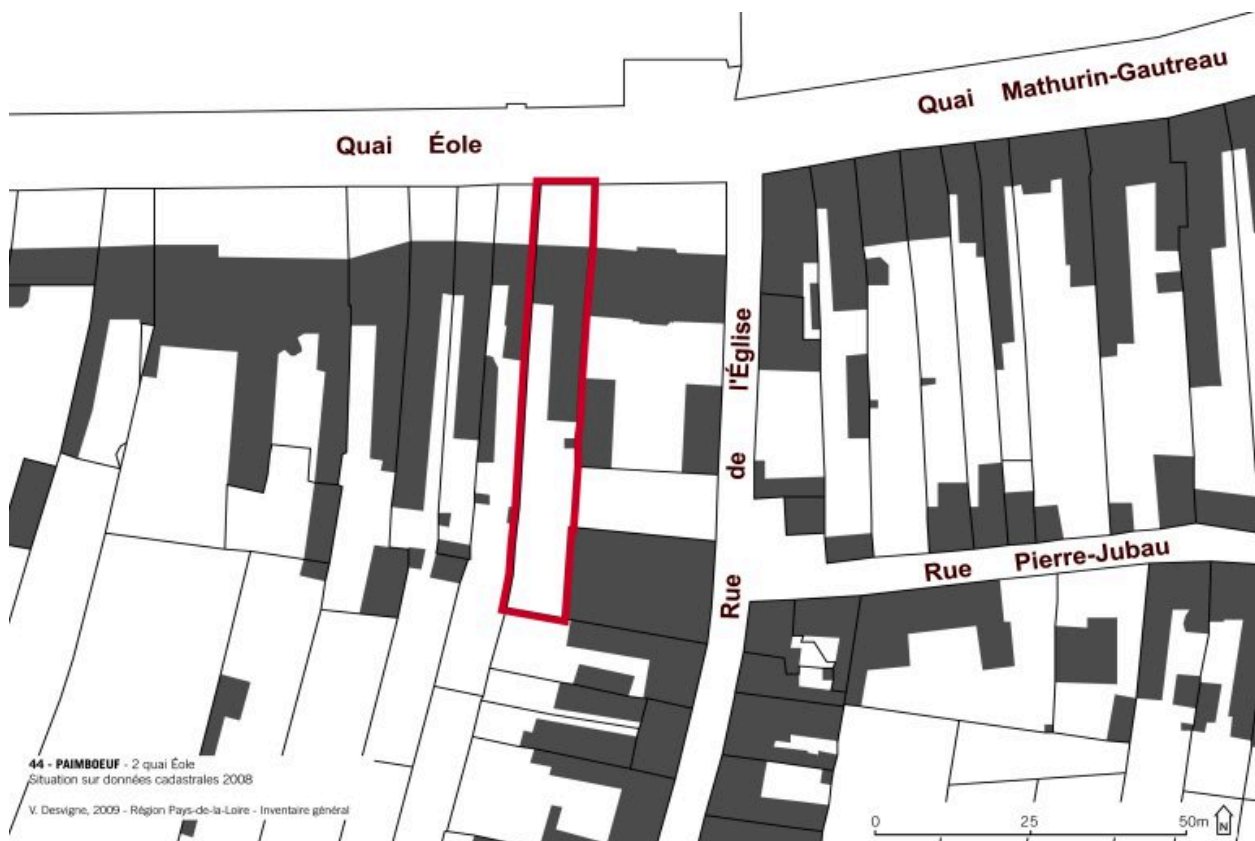 Quai Mathurin-Gautreau
Quai Éole
Rue de l'Église
Rue Pierre-Jubau
44 - PAIMBOEUF - 2 quai Éole
Situation sur données cadastrales 2008
V. Desvigne, 2009 - Région Pays-de-la-Loire - Inventaire général
0 25 50m
N